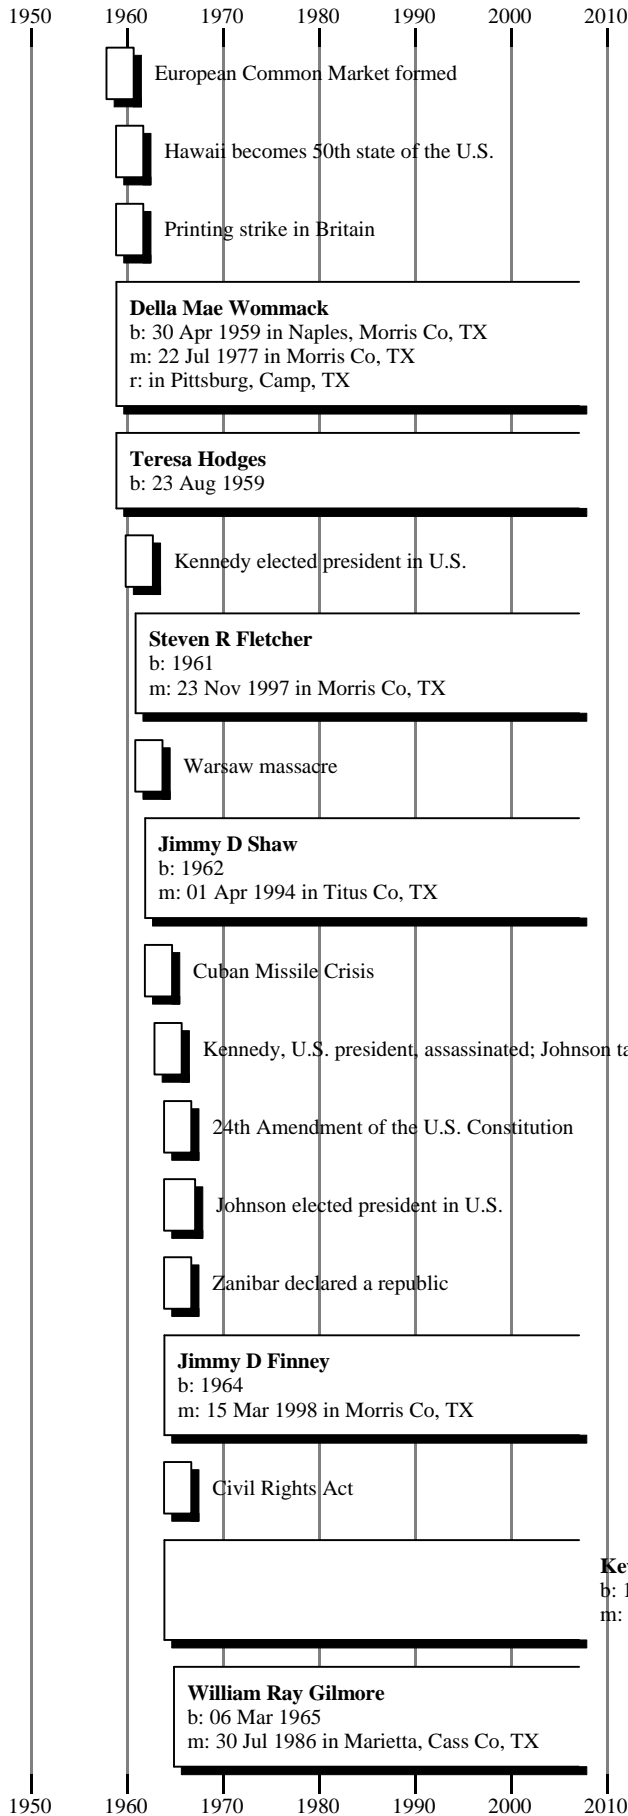 1950 1960 1970 1980 1990 2000 2010
European Common Market formed
Hawaii becomes 50th state of the U.S.
Printing strike in Britain
Della Mae Wommack
b: 30 Apr 1959 in Naples, Morris Co, TX
m: 22 Jul 1977 in Morris Co, TX
r: in Pittsburg, Camp, TX
Teresa Hodges
b: 23 Aug 1959
Kennedy elected president in U.S.
Steven R Fletcher
b: 1961
m: 23 Nov 1997 in Morris Co, TX
Warsaw massacre
Jimmy D Shaw
b: 1962
m: 01 Apr 1994 in Titus Co, TX
Cuban Missile Crisis
Kennedy, U.S. president, assassinated; Johnson ta
24th Amendment of the U.S. Constitution
Johnson elected president in U.S.
Zanibar declared a republic
Jimmy D Finney
b: 1964
m: 15 Mar 1998 in Morris Co, TX
Civil Rights Act
b: 1
m:
William Ray Gilmore
b: 06 Mar 1965
m: 30 Jul 1986 in Marietta, Cass Co, TX
1950 1960 1970 1980 1990 2000 2010